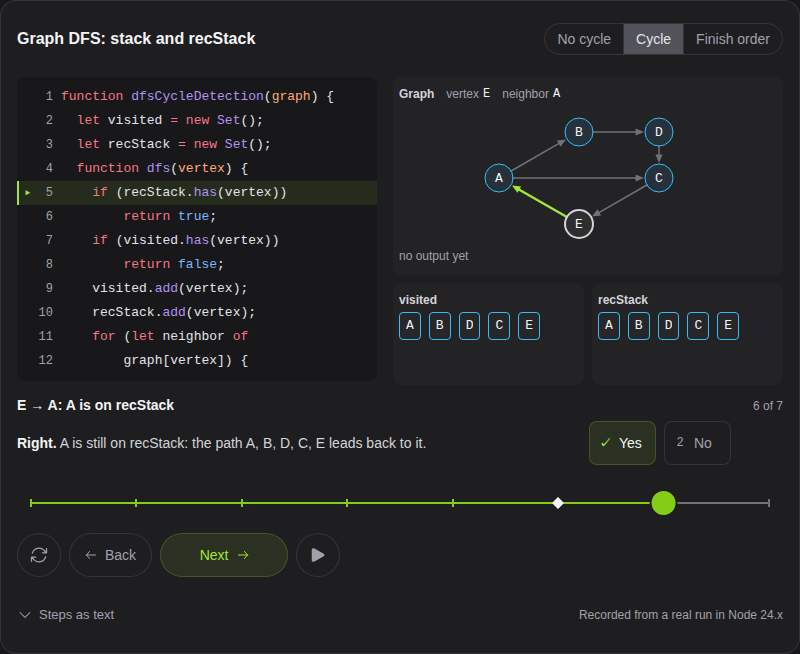 Graph DFS: stack and recStack
No cycle
Cycle
Finish order
1 function dfsCycleDetection(graph) {
2 let visited = new Set();
3 let recStack = new Set();
4 function dfs(vertex) {
5 if (recStack.has(vertex))
6 return true;
7 if (visited.has(vertex))
8 return false;
9 visited.add(vertex);
10 recStack.add(vertex);
11 for (let neighbor of
12 graph[vertex]) {
Graph vertex E neighbor A
B
D
A
C
E
no output yet
visited
A B D C E
recStack
A B D C E
E → A: A is on recStack
6 of 7
Right. A is still on recStack: the path A, B, D, C, E leads back to it.
✓ Yes
2 No
← Back
Next →
Steps as text
Recorded from a real run in Node 24.x